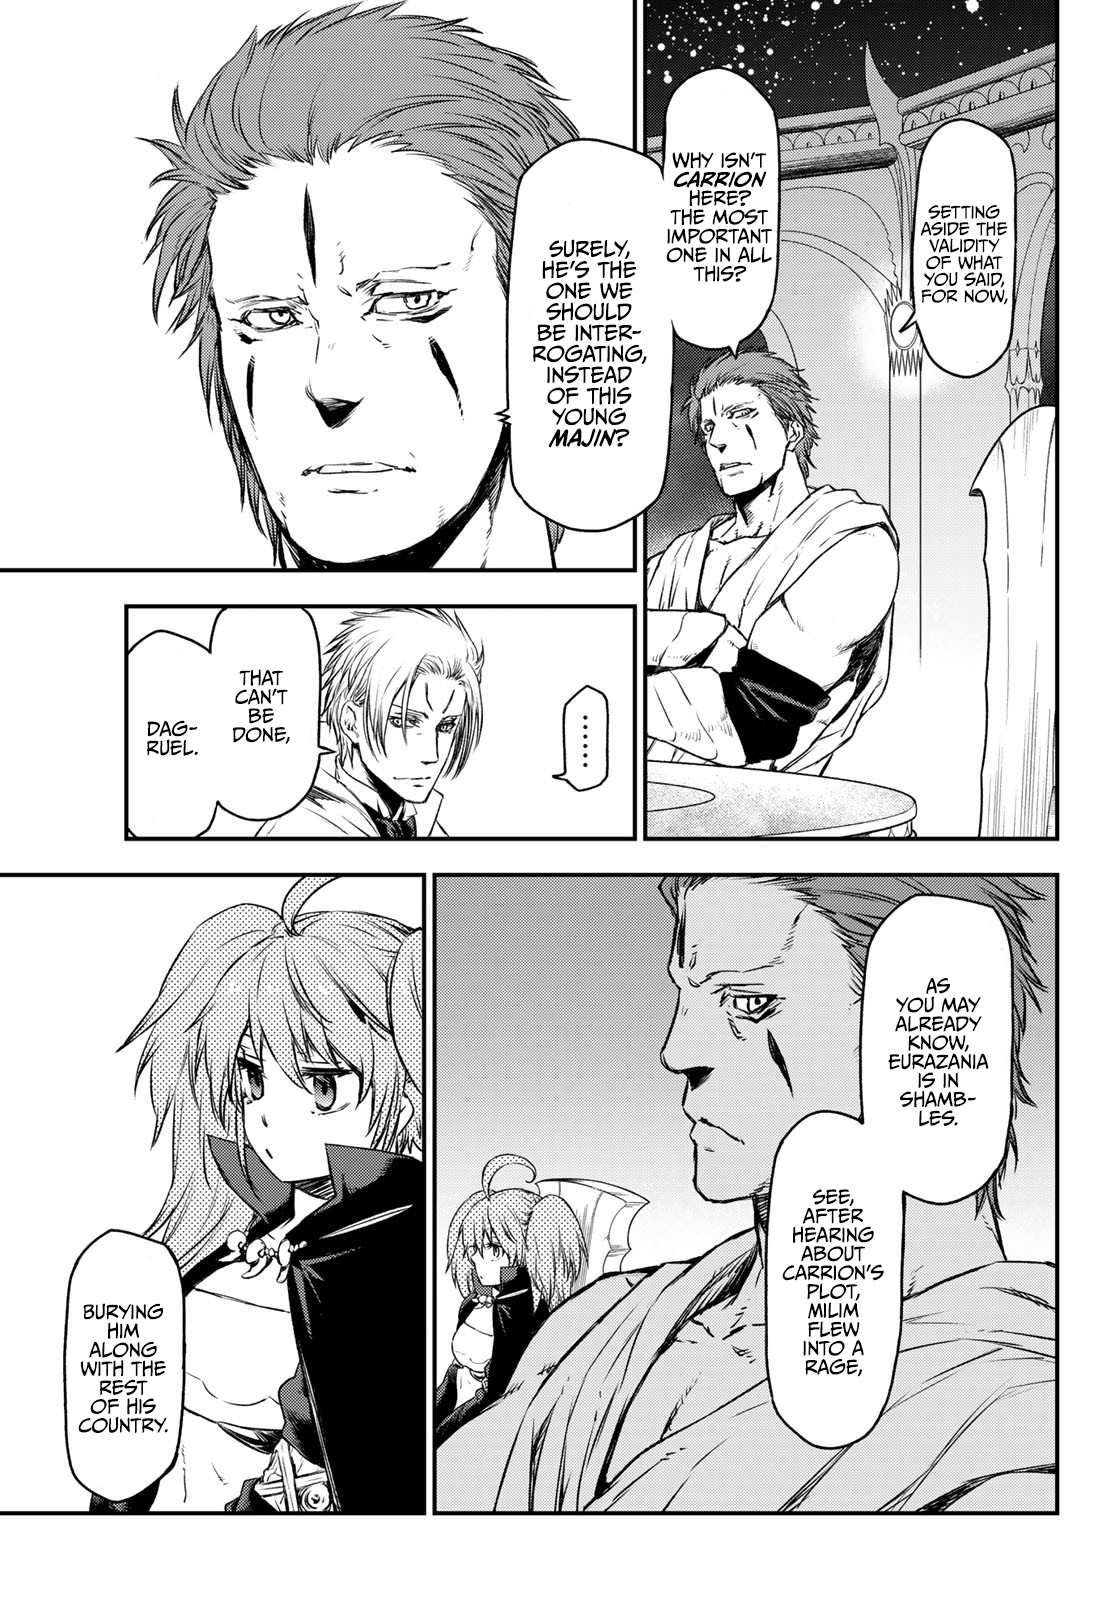 SETTING
ASIDE THE
VALIDITY
OF WHAT
YOU SAID,
FOR NOW,
WHY ISN'T
CARRION
HERE?
THE MOST
IMPORTANT
ONE IN ALL
THIS?
SURELY,
HE'S THE
ONE WE
SHOULD
BE INTER-
ROGATING,
INSTEAD
OF THIS
YOUNG
MAJIN?
........
THAT
CAN'T
BE
DONE,
DAG-
RUEL.
AS
YOU MAY
ALREADY
KNOW,
EURAZANIA
IS IN
SHAMB-
LES.
SEE,
AFTER
HEARING
ABOUT
CARRION'S
PLOT,
MILIM
FLEW
INTO A
RAGE,
BURYING
HIM
ALONG
WITH THE
REST
OF HIS
COUNTRY.